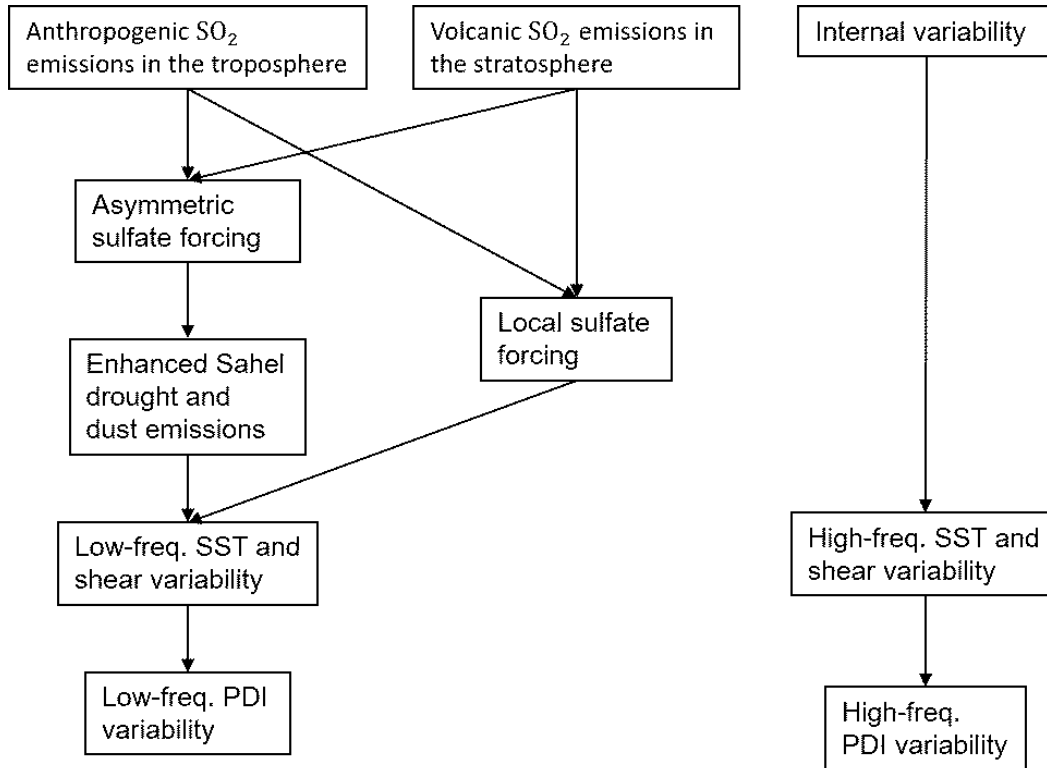 Anthropogenic SO₂
emissions in the troposphere
Volcanic SO₂ emissions in
the stratosphere
Internal variability
Asymmetric
sulfate forcing
Local sulfate
forcing
Enhanced Sahel
drought and
dust emissions
Low-freq. SST and
shear variability
High-freq. SST and
shear variability
Low-freq. PDI
variability
High-freq.
PDI variability